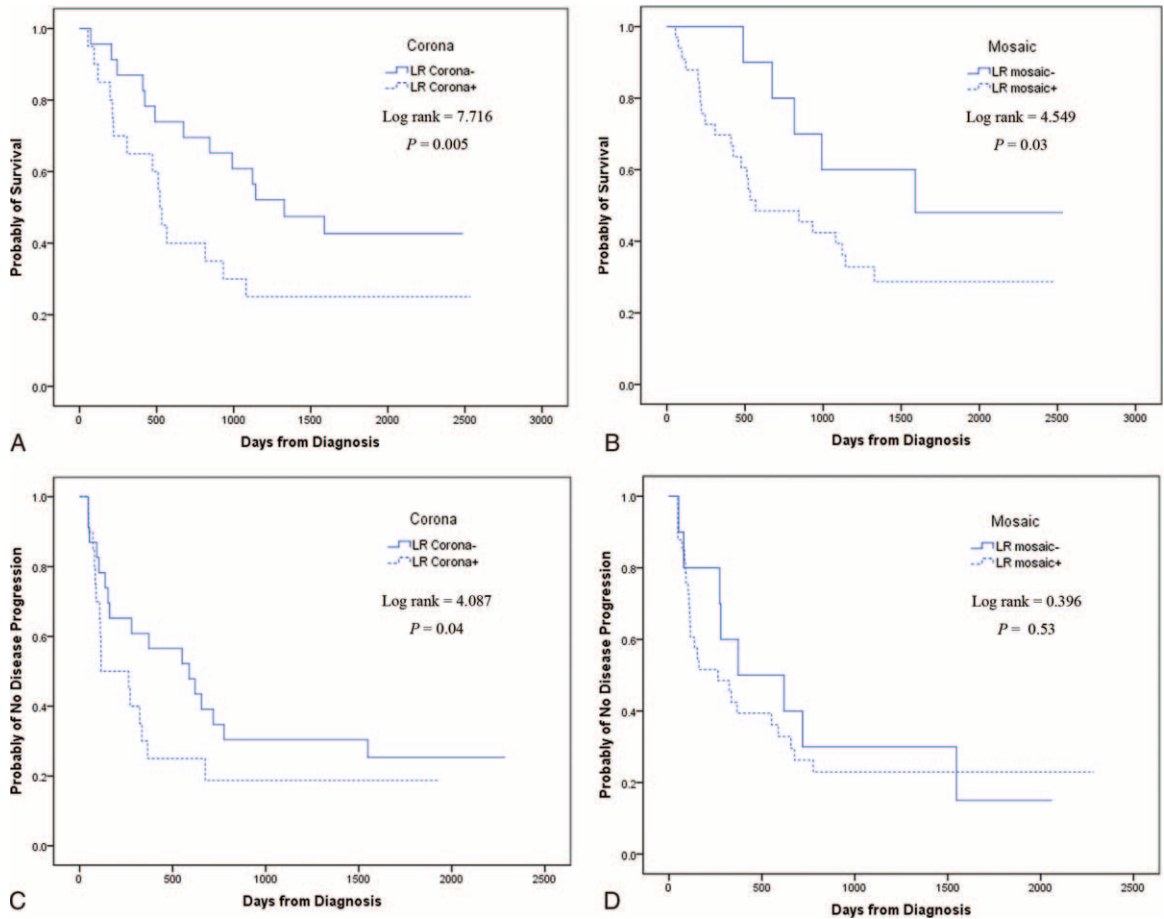 Corona
LR Corona-
LR Corona+
Log rank = 7.716
P = 0.005
Probably of Survival
1.0
0.8
0.6
0.4
0.2
0.0
0 500 1000 1500 2000 2500 3000
Days from Diagnosis
A
Mosaic
LR mosaic-
LR mosaic+
Log rank = 4.549
P = 0.03
Probably of Survival
1.0
0.8
0.6
0.4
0.2
0.0
0 500 1000 1500 2000 2500 3000
Days from Diagnosis
B
Corona
LR Corona-
LR Corona+
Log rank = 4.087
P = 0.04
Probably of No Disease Progression
1.0
0.8
0.6
0.4
0.2
0.0
0 500 1000 1500 2000 2500
Days from Diagnosis
C
Mosaic
LR mosaic-
LR mosaic+
Log rank = 0.396
P = 0.53
Probably of No Disease Progression
1.0
0.8
0.6
0.4
0.2
0.0
0 500 1000 1500 2000 2500
Days from Diagnosis
D